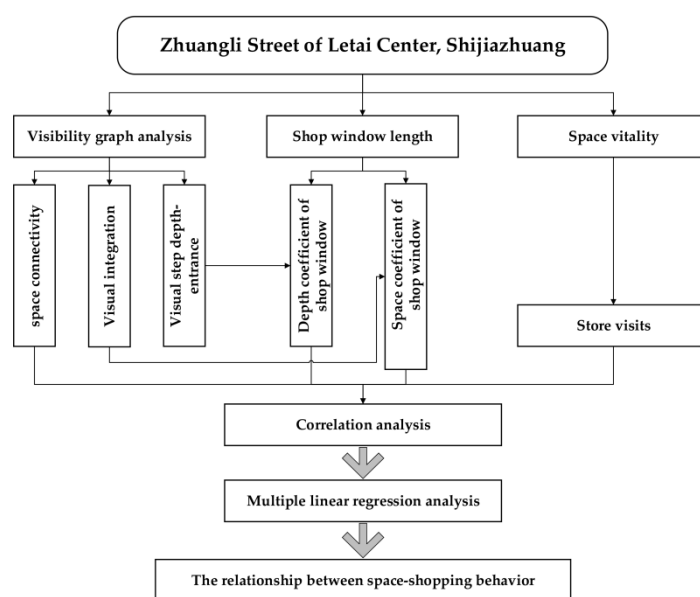 Zhuangli Street of Letai Center, Shijiazhuang
Visibility graph analysis
Shop window length
Space vitality
space connectivity
Visual integration
Visual step depth-
entrance
Depth coefficient of
shop window
Space coefficient of
shop window
Store visits
Correlation analysis
Multiple linear regression analysis
The relationship between space-shopping behavior